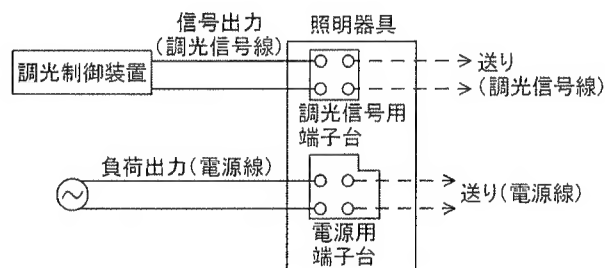 信号出力
(調光信号線)
照明器具
調光制御装置
送り
(調光信号線)
調光信号用
端子台
負荷出力(電源線)
送り(電源線)
電源用
端子台